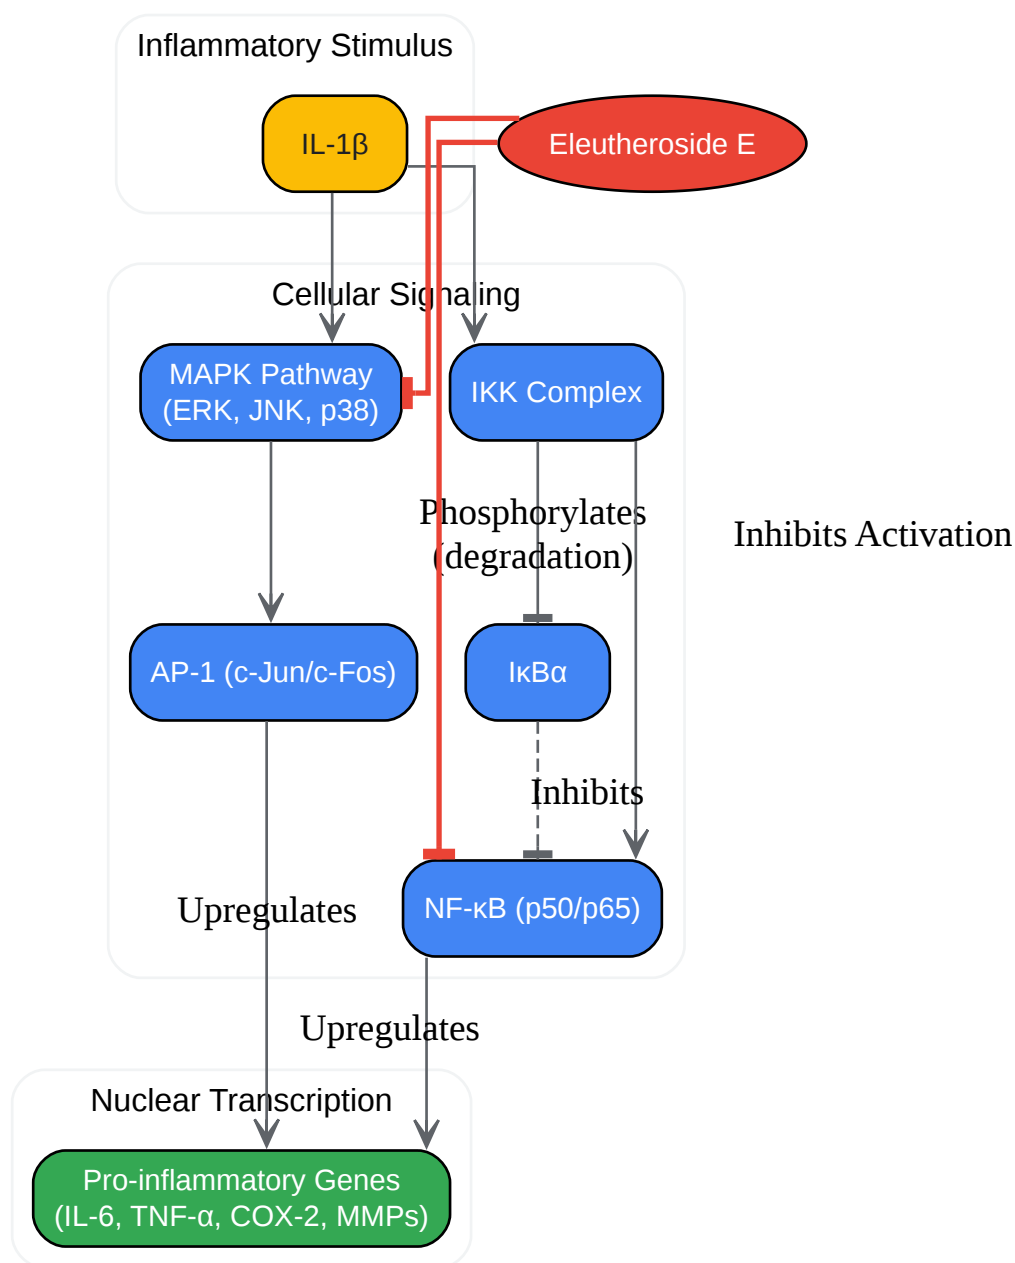 Inflammatory Stimulus
IL-1β
Eleutheroside E
Cellular Signaling
MAPK Pathway
(ERK, JNK, p38)
IKK Complex
Phosphorylates
(degradation)
Inhibits Activation
AP-1 (c-Jun/c-Fos)
IκBα
Inhibits
Upregulates
NF-κB (p50/p65)
Upregulates
Nuclear Transcription
Pro-inflammatory Genes
(IL-6, TNF-α, COX-2, MMPs)